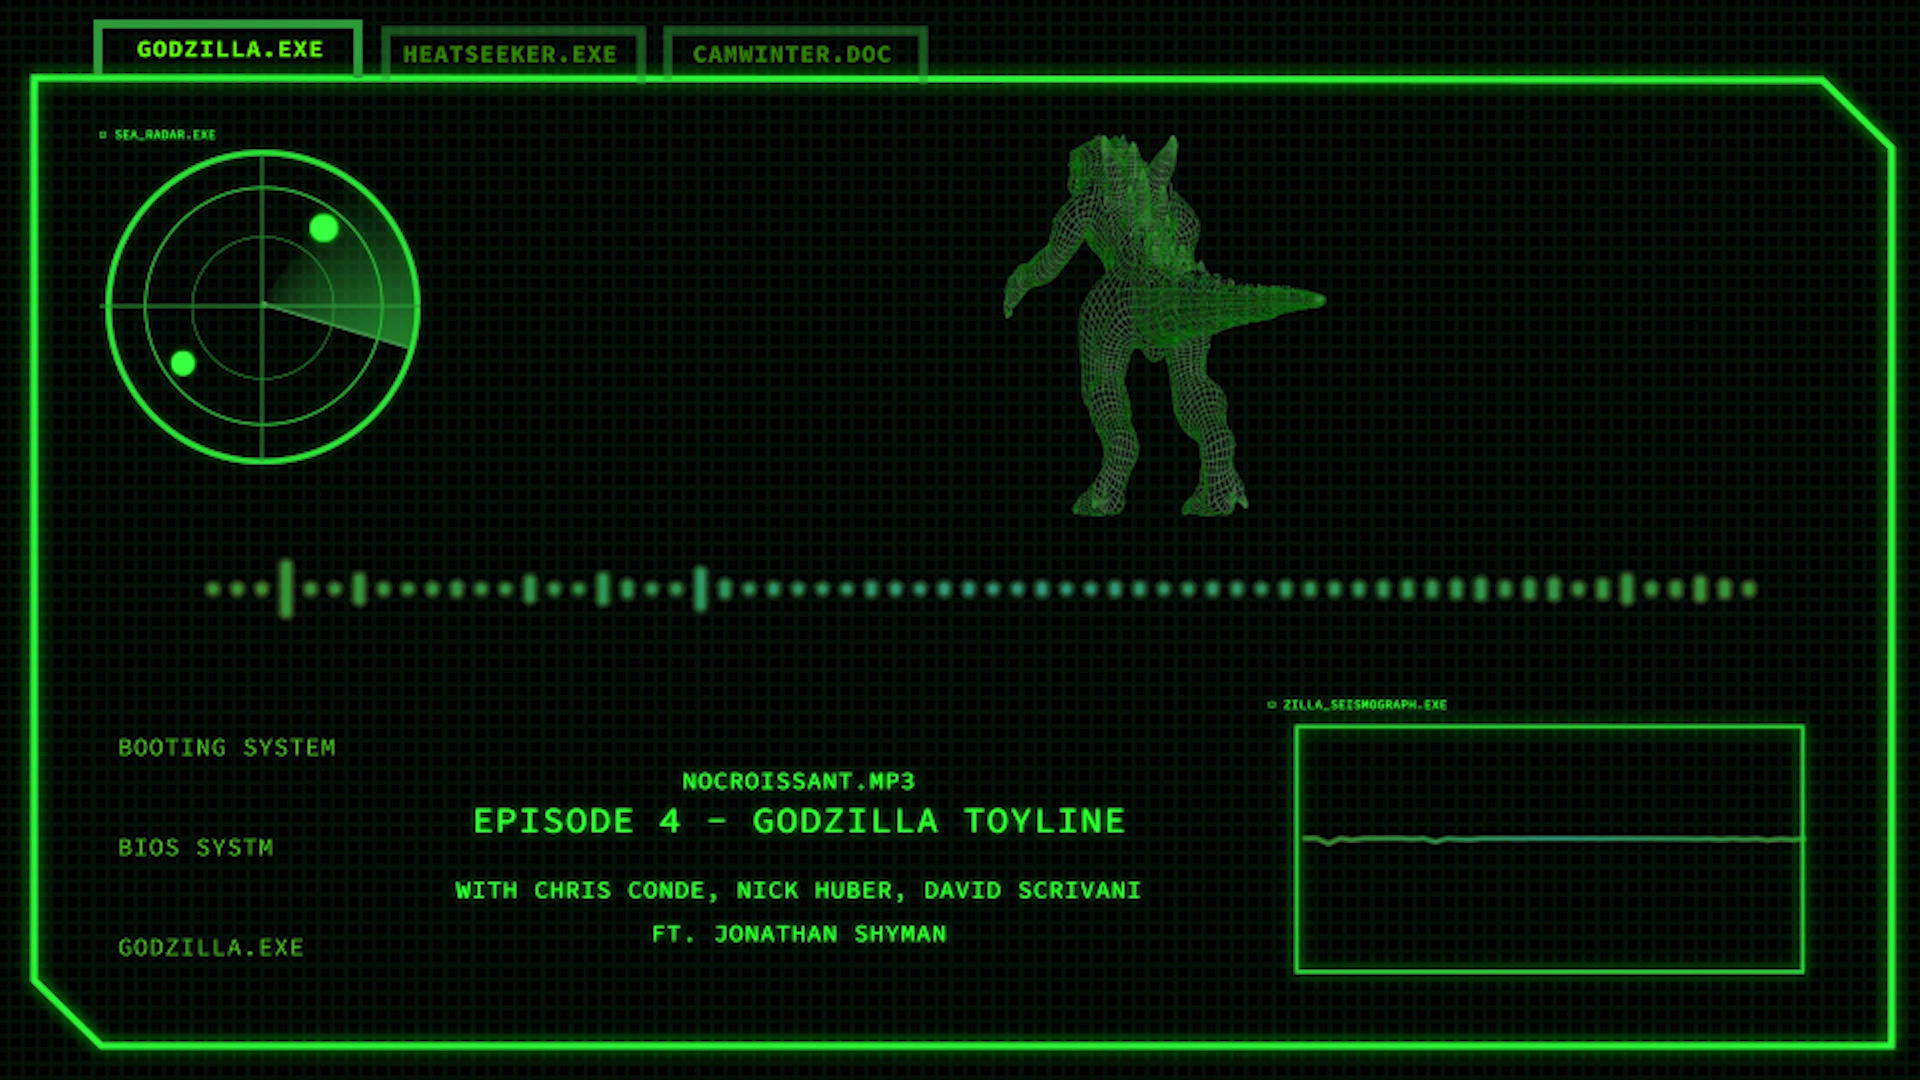 GODZILLA.EXE
HEATSEEKER.EXE
CAMWINTER.DOC
SEA_RADAR.EXE
ZILLA_SEISMOGRAPH.EXE
BOOTING SYSTEM
BIOS SYSTM
GODZILLA.EXE
NOCROISSANT.MP3
EPISODE 4 - GODZILLA TOYLINE
WITH CHRIS CONDE, NICK HUBER, DAVID SCRIVANI
FT. JONATHAN SHYMAN